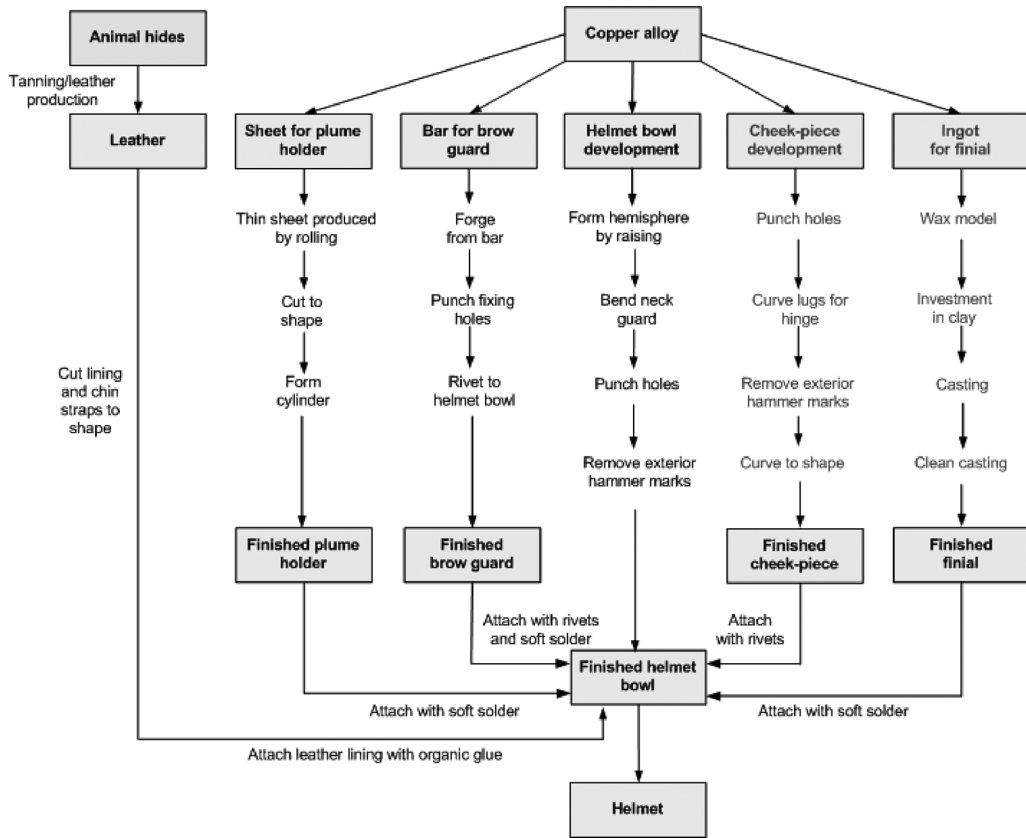 Animal hides
Copper alloy
Tanning/leather
production
Leather
Sheet for plume
holder
Bar for brow
guard
Helmet bowl
development
Cheek-piece
development
Ingot
for finial
Thin sheet produced
by rolling
Forge
from bar
Form hemisphere
by raising
Punch holes
Wax model
Cut to
shape
Punch fixing
holes
Bend neck
guard
Curve lugs for
hinge
Investment
in clay
Cut lining
and chin
straps to
shape
Form
cylinder
Rivet to
helmet bowl
Punch holes
Remove exterior
hammer marks
Casting
Remove exterior
hammer marks
Curve to shape
Clean casting
Finished plume
holder
Finished
brow guard
Finished
cheek-piece
Finished
finial
Attach with rivets
and soft solder
Attach
with rivets
Finished helmet
bowl
Attach with soft solder
Attach with soft solder
Attach leather lining with organic glue
Helmet